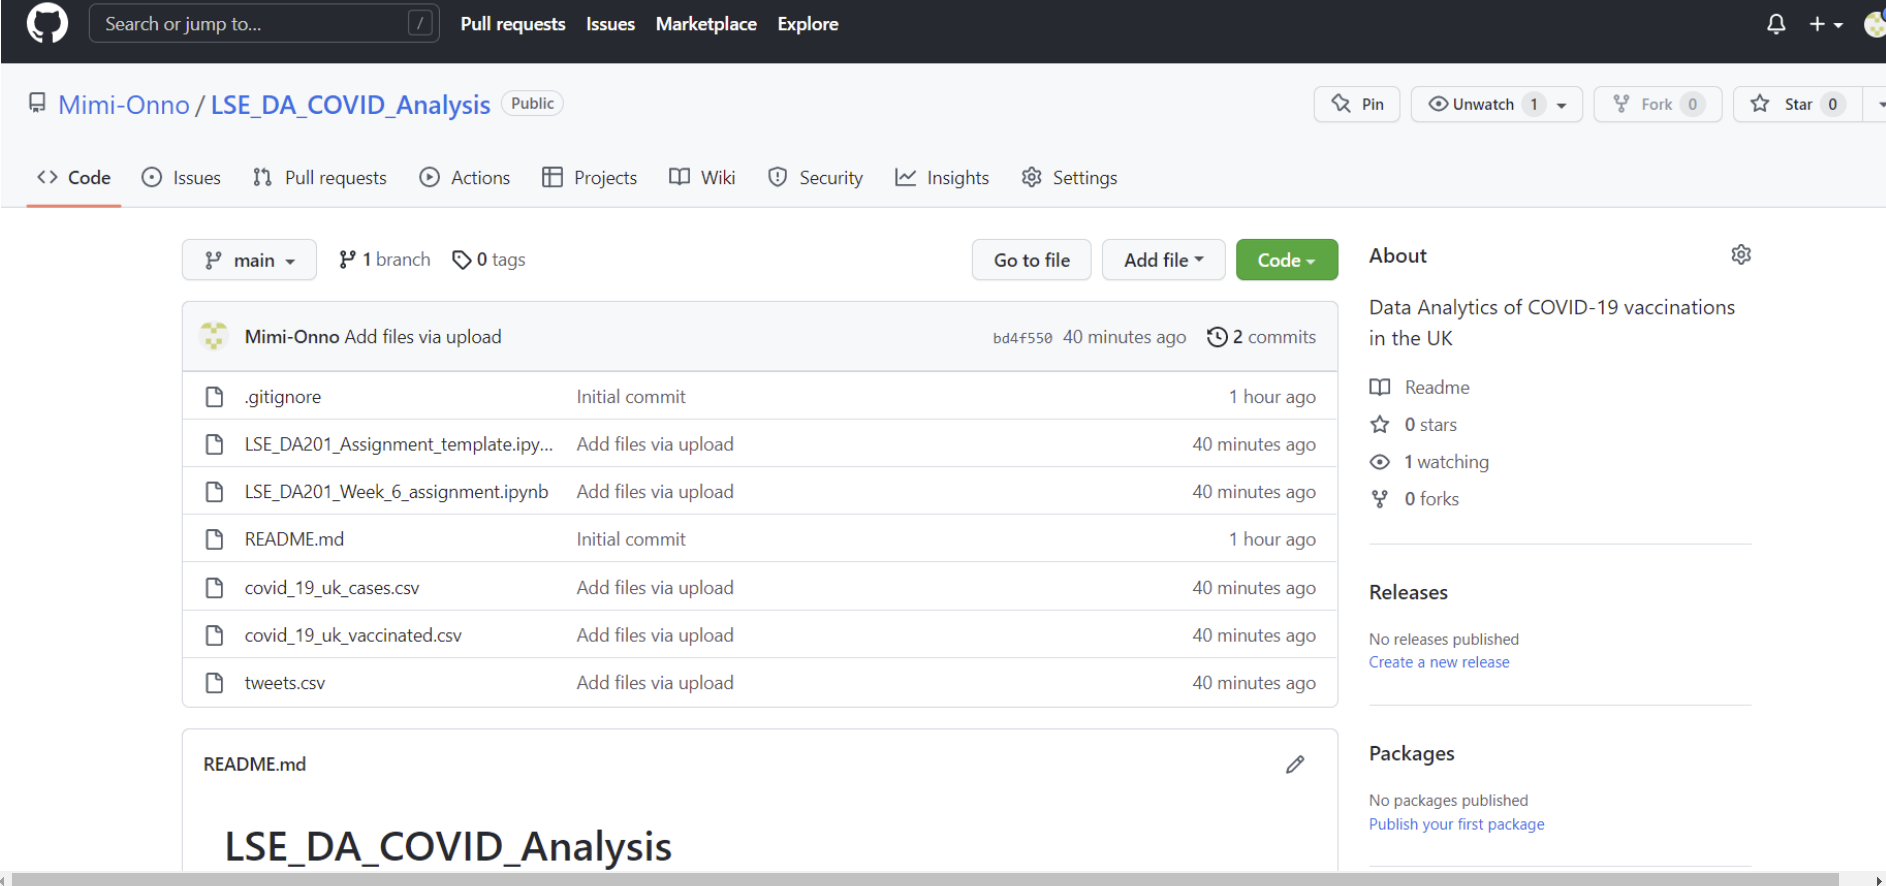 Search or jump to... / Pull requests Issues Marketplace Explore
Mimi-Onno / LSE_DA_COVID_Analysis Public Pin Unwatch 1 Fork 0 Star 0
Code Issues Pull requests Actions Projects Wiki Security Insights Settings
main 1 branch 0 tags Go to file Add file Code
Mimi-Onno Add files via upload bd4f550 40 minutes ago 2 commits
.gitignore Initial commit 1 hour ago
LSE_DA201_Assignment_template.ipy... Add files via upload 40 minutes ago
LSE_DA201_Week_6_assignment.ipynb Add files via upload 40 minutes ago
README.md Initial commit 1 hour ago
covid_19_uk_cases.csv Add files via upload 40 minutes ago
covid_19_uk_vaccinated.csv Add files via upload 40 minutes ago
tweets.csv Add files via upload 40 minutes ago
README.md
LSE_DA_COVID_Analysis
About
Data Analytics of COVID-19 vaccinations
in the UK
Readme
0 stars
1 watching
0 forks
Releases
No releases published
Create a new release
Packages
No packages published
Publish your first package